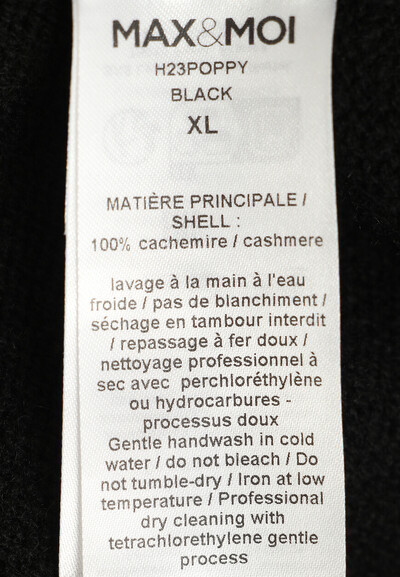 MAX&MOI
H23POPPY
BLACK
XL
MATIÈRE PRINCIPALE /
SHELL :
100% cachemire / cashmere
lavage à la main à l'eau
froide / pas de blanchiment /
séchage en tambour interdit
/ repassage à fer doux /
nettoyage professionnel à
sec avec perchloréthylène
ou hydrocarbures -
processus doux
Gentle handwash in cold
water / do not bleach / Do
not tumble-dry / Iron at low
temperature / Professional
dry cleaning with
tetrachlorethylene gentle
process